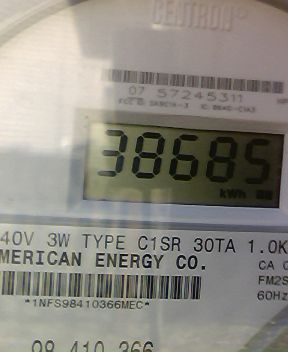 CENTRON®
07 57245311
38685
kWh
40V 3W TYPE C1SR 30TA 1.0K
MERICAN ENERGY CO.
CA 0
FM2S
60Hz
*1NFS98410366MEC*
98 410 366